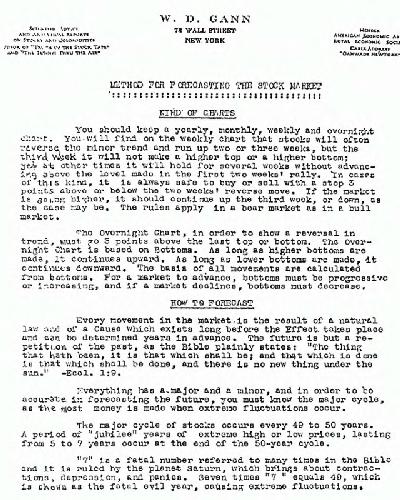 W. D. GANN
78 WALL STREET
NEW YORK
SCIENTIFIC ADVICE
AND ANALYTICAL REPORTS
ON STOCKS AND COMMODITIES
AUTHOR OF "TRUTH OF THE STOCK TAPE"
AND "THE TUNNEL THRU THE AIR"
MEMBER
AMERICAN ECONOMIC AS
ROYAL ECONOMIC SOCI
CABLE ADDRESS
METHOD FOR FORECASTING THE STOCK MARKET
KIND OF CHARTS
You should keep a yearly, monthly, weekly and overnight
chart. You will find on the weekly chart that stocks will often
reverse the minor trend and run up two or three weeks, but the
third week it will not make a higher top or a higher bottom;
yet at other times it will hold for several weeks without advanc-
ing above the level made in the first two weeks' rally. In cases
of this kind, it is always safe to buy or sell with a stop 3
points above or below the two weeks' reverse move. If the market
is going higher, it should continue up the third week, or down, as
the case may be. The rules apply in a bear market as in a bull
market.
The Overnight Chart, in order to show a reversal in
trend, must go 3 points above the last top or bottom. The Over-
night Chart is based on Bottoms. As long as higher bottoms are
made, it continues upward. As long as lower bottoms are made, it
continues downward. The basis of all movements are calculated
from bottoms. For a market to advance, bottoms must be progressive
or increasing, and if a market declines, bottoms must decrease.
HOW TO FORECAST
Every movement in the market is the result of a natural
law and of a Cause which exists long before the Effect takes place
and can be determined years in advance. The future is but a re-
petition of the past, as the Bible plainly states: "The thing
that hath been, it is that which shall be; and that which is done
is that which shall be done, and there is no new thing under the
sun." -Eccl. 1:9.
Everything has a major and a minor, and in order to be
accurate in forecasting the future, you must know the major cycle,
as the most money is made when extreme fluctuations occur.
The major cycle of stocks occurs every 49 to 50 years.
A period of "jubilee" years of extreme high or low prices, lasting
from 5 to 7 years occur at the end of the 50-year cycle.
"7" is a fatal number referred to many times in the Bible
and it is ruled by the planet Saturn, which brings about contrac-
tions, depression, and panics. Seven times "7" equals 49, which
is shown as the fatal evil year, causing extreme fluctuations.